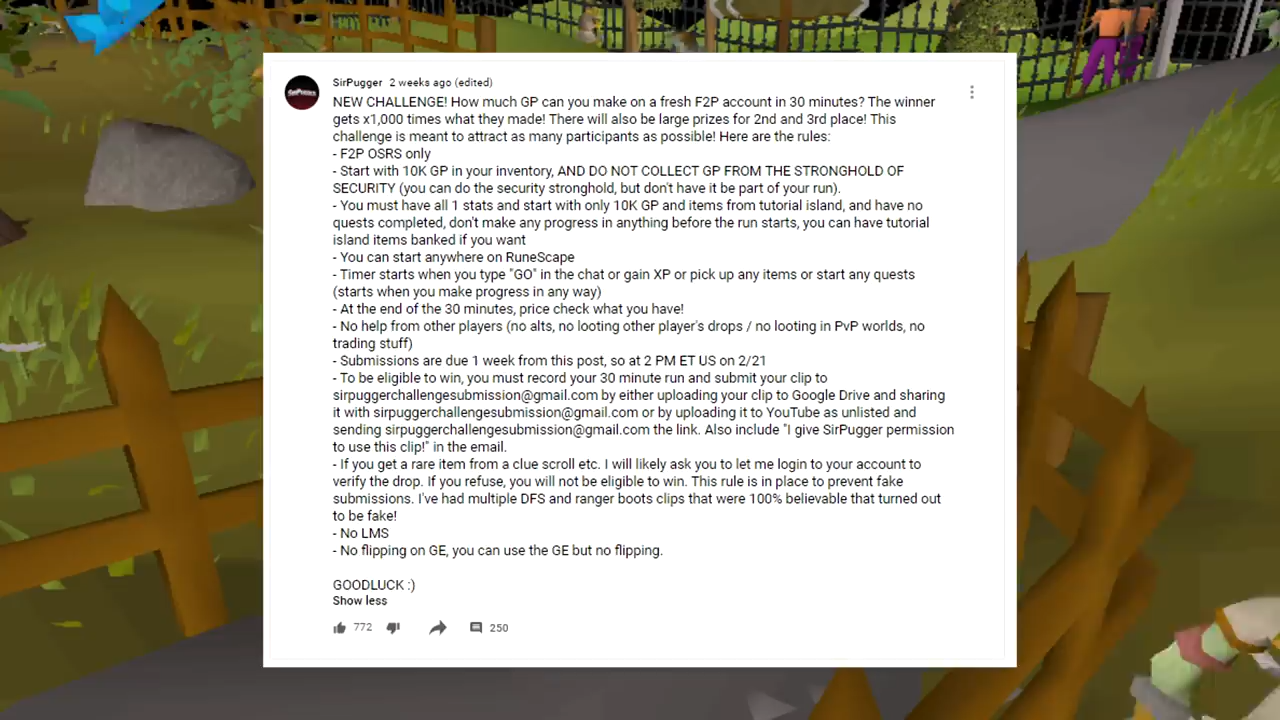 SirPugger 2 weeks ago (edited)
NEW CHALLENGE! How much GP can you make on a fresh F2P account in 30 minutes? The winner
gets x1,000 times what they made! There will also be large prizes for 2nd and 3rd place! This
challenge is meant to attract as many participants as possible! Here are the rules:
- F2P OSRS only
- Start with 10K GP in your inventory, AND DO NOT COLLECT GP FROM THE STRONGHOLD OF
SECURITY (you can do the security stronghold, but don't have it be part of your run).
- You must have all 1 stats and start with only 10K GP and items from tutorial island, and have no
quests completed, don't make any progress in anything before the run starts, you can have tutorial
island items banked if you want
- You can start anywhere on RuneScape
- Timer starts when you type "GO" in the chat or gain XP or pick up any items or start any quests
(starts when you make progress in any way)
- At the end of the 30 minutes, price check what you have!
- No help from other players (no alts, no looting other player's drops / no looting in PvP worlds, no
trading stuff)
- Submissions are due 1 week from this post, so at 2 PM ET US on 2/21
- To be eligible to win, you must record your 30 minute run and submit your clip to
sirpuggerchallengesubmission@gmail.com by either uploading your clip to Google Drive and sharing
it with sirpuggerchallengesubmission@gmail.com or by uploading it to YouTube as unlisted and
sending sirpuggerchallengesubmission@gmail.com the link. Also include "I give SirPugger permission
to use this clip!" in the email.
- If you get a rare item from a clue scroll etc. I will likely ask you to let me login to your account to
verify the drop. If you refuse, you will not be eligible to win. This rule is in place to prevent fake
submissions. I've had multiple DFS and ranger boots clips that were 100% believable that turned out
to be fake!
- No LMS
- No flipping on GE, you can use the GE but no flipping.
GOODLUCK :)
Show less
772 250